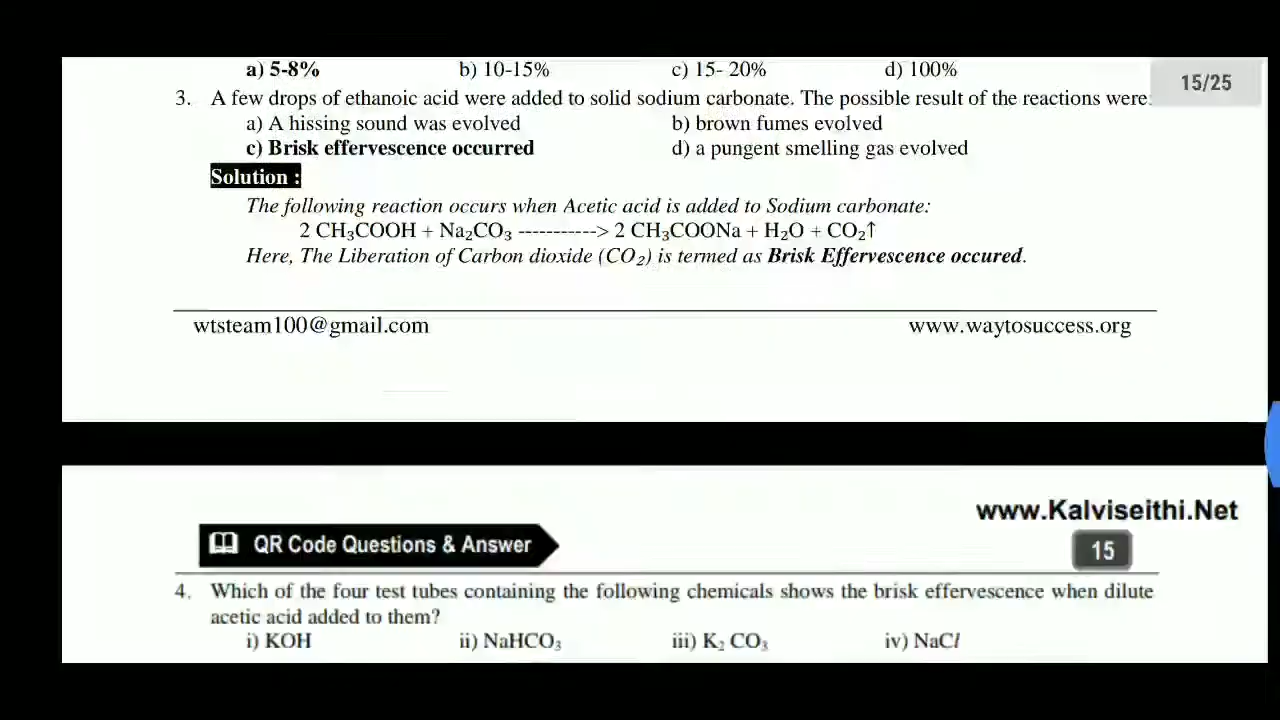 a) 5-8% b) 10-15% c) 15- 20% d) 100%
15/25
3. A few drops of ethanoic acid were added to solid sodium carbonate. The possible result of the reactions were
a) A hissing sound was evolved b) brown fumes evolved
c) Brisk effervescence occurred d) a pungent smelling gas evolved
Solution :
The following reaction occurs when Acetic acid is added to Sodium carbonate:
2 CH₃COOH + Na₂CO₃ -----------> 2 CH₃COONa + H₂O + CO₂↑
Here, The Liberation of Carbon dioxide (CO₂) is termed as Brisk Effervescence occured.
wtsteam100@gmail.com www.waytosuccess.org
www.Kalviseithi.Net
QR Code Questions & Answer 15
4. Which of the four test tubes containing the following chemicals shows the brisk effervescence when dilute
acetic acid added to them?
i) KOH ii) NaHCO₃ iii) K₂ CO₃ iv) NaCl